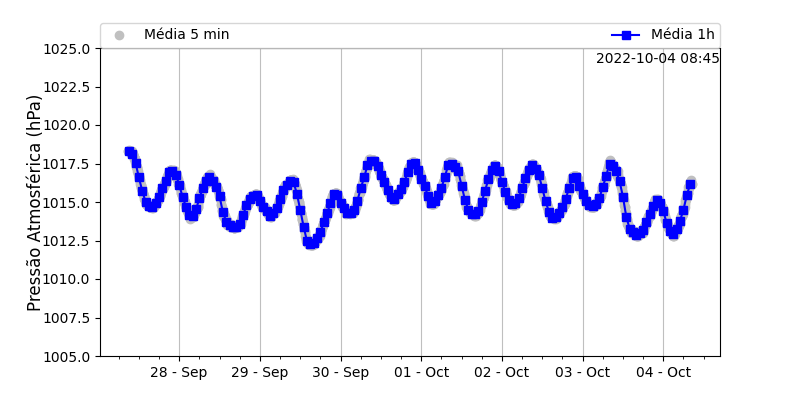 Média 5 min
Média 1h
2022-10-04 08:45
Pressão Atmosférica (hPa)
1025.0
1022.5
1020.0
1017.5
1015.0
1012.5
1010.0
1007.5
1005.0
28 - Sep
29 - Sep
30 - Sep
01 - Oct
02 - Oct
03 - Oct
04 - Oct